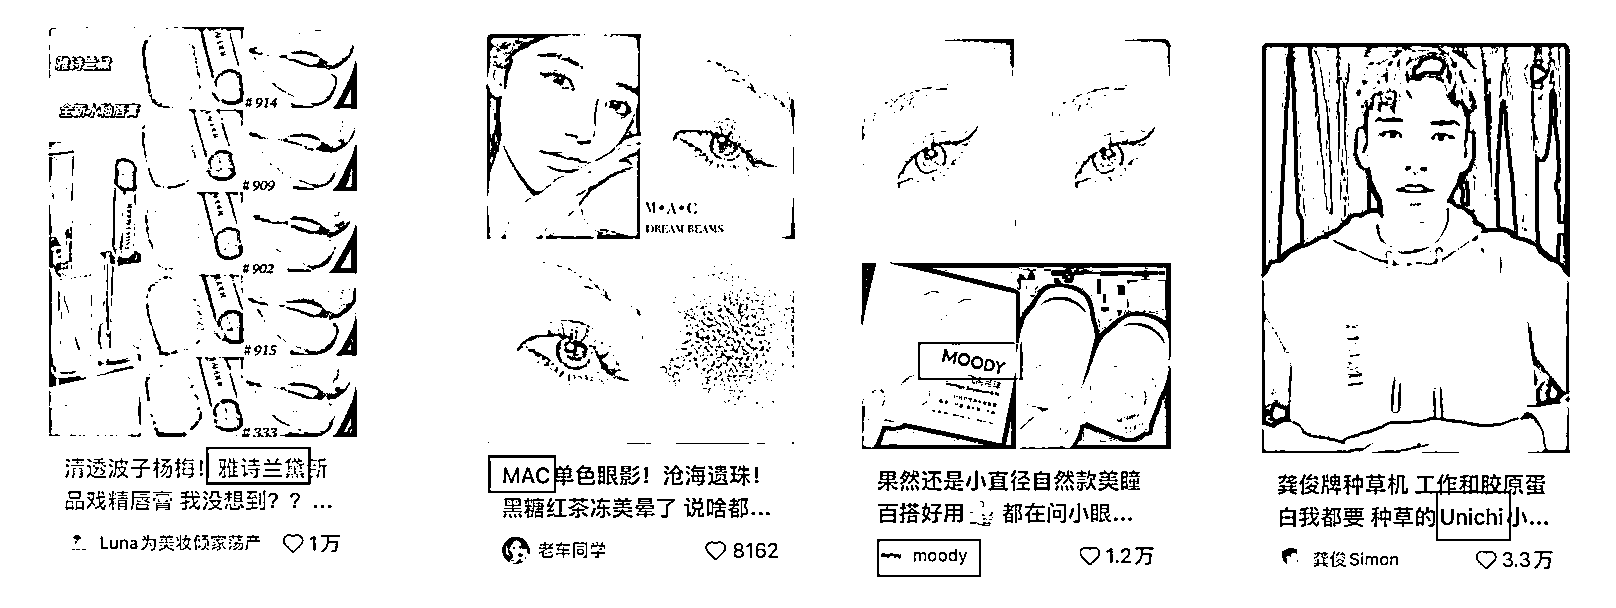 雅诗兰黛
全新水釉唇膏
#914
#909
#902
#915
#333
清透波子杨梅！雅诗兰黛新
品戏精唇膏 我没想到？？...
Luna为美妆倾家荡产
1万
M•A•C
DREAM BEAMS
MAC单色眼影！沧海遗珠！
黑糖红茶冻美晕了 说啥都...
老车同学
8162
MOODY
果然还是小直径自然款美瞳
百搭好用 都在问小眼...
moody
1.2万
龚俊牌种草机 工作和胶原蛋
白我都要 种草的Unichi小...
龚俊Simon
3.3万